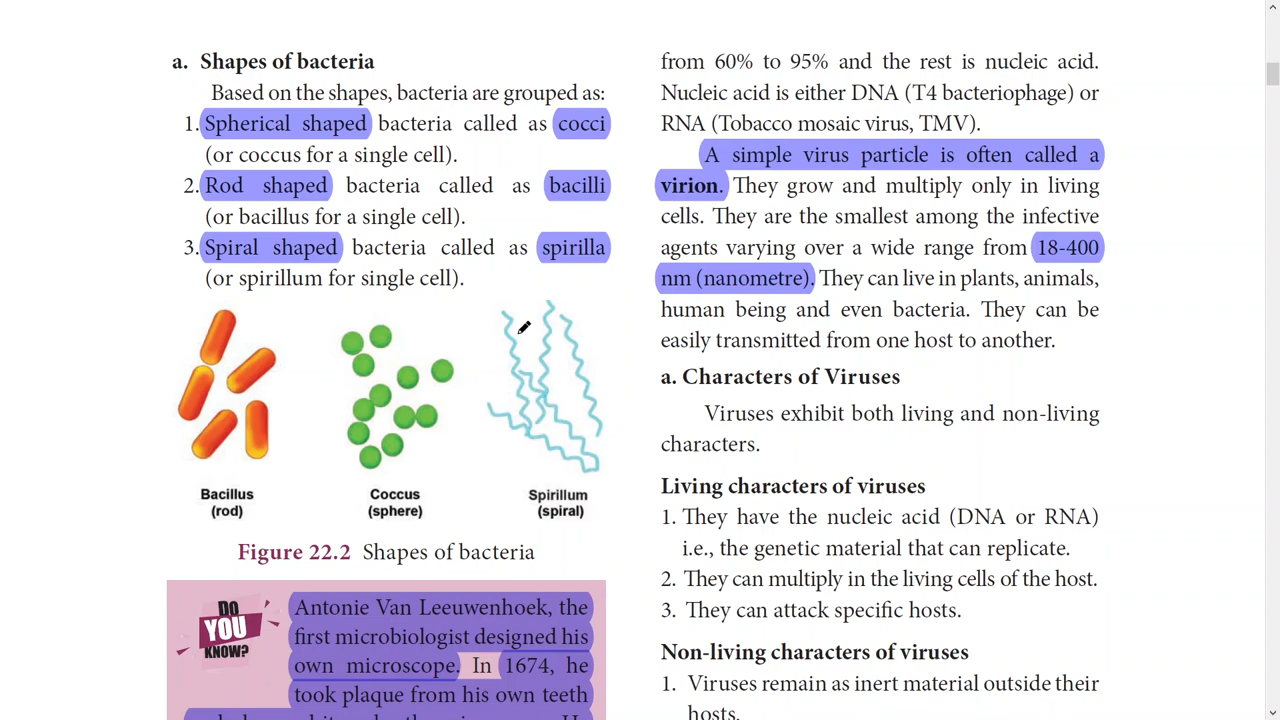 a. Shapes of bacteria
Based on the shapes, bacteria are grouped as:
1. Spherical shaped bacteria called as cocci
(or coccus for a single cell).
2. Rod shaped bacteria called as bacilli
(or bacillus for a single cell).
3. Spiral shaped bacteria called as spirilla
(or spirillum for single cell).
Bacillus
(rod)
Coccus
(sphere)
Spirillum
(spiral)
Figure 22.2 Shapes of bacteria
DO
YOU
KNOW?
Antonie Van Leeuwenhoek, the
first microbiologist designed his
own microscope. In 1674, he
took plaque from his own teeth
from 60% to 95% and the rest is nucleic acid.
Nucleic acid is either DNA (T4 bacteriophage) or
RNA (Tobacco mosaic virus, TMV).
A simple virus particle is often called a
virion. They grow and multiply only in living
cells. They are the smallest among the infective
agents varying over a wide range from 18-400
nm (nanometre). They can live in plants, animals,
human being and even bacteria. They can be
easily transmitted from one host to another.
a. Characters of Viruses
Viruses exhibit both living and non-living
characters.
Living characters of viruses
1. They have the nucleic acid (DNA or RNA)
i.e., the genetic material that can replicate.
2. They can multiply in the living cells of the host.
3. They can attack specific hosts.
Non-living characters of viruses
1. Viruses remain as inert material outside their
hosts.